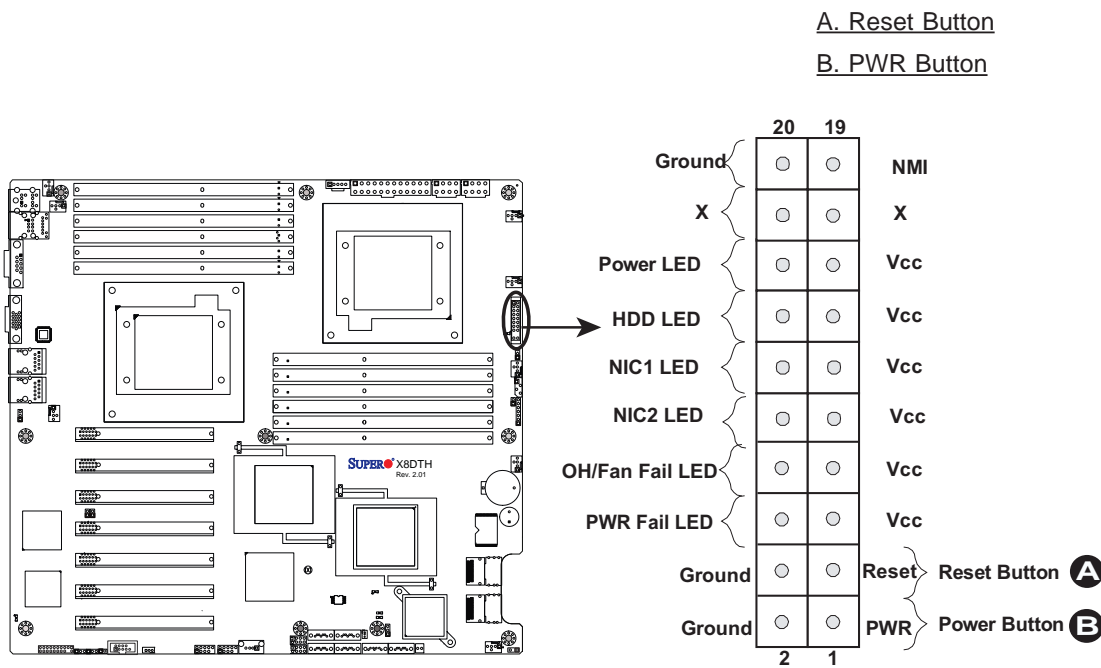 A. Reset Button
B. PWR Button
20 19
Ground NMI
X X
Power LED Vcc
HDD LED Vcc
NIC1 LED Vcc
NIC2 LED Vcc
OH/Fan Fail LED Vcc
PWR Fail LED Vcc
Ground Reset Reset Button A
Ground PWR Power Button B
2 1
SUPER X8DTH
Rev. 2.01